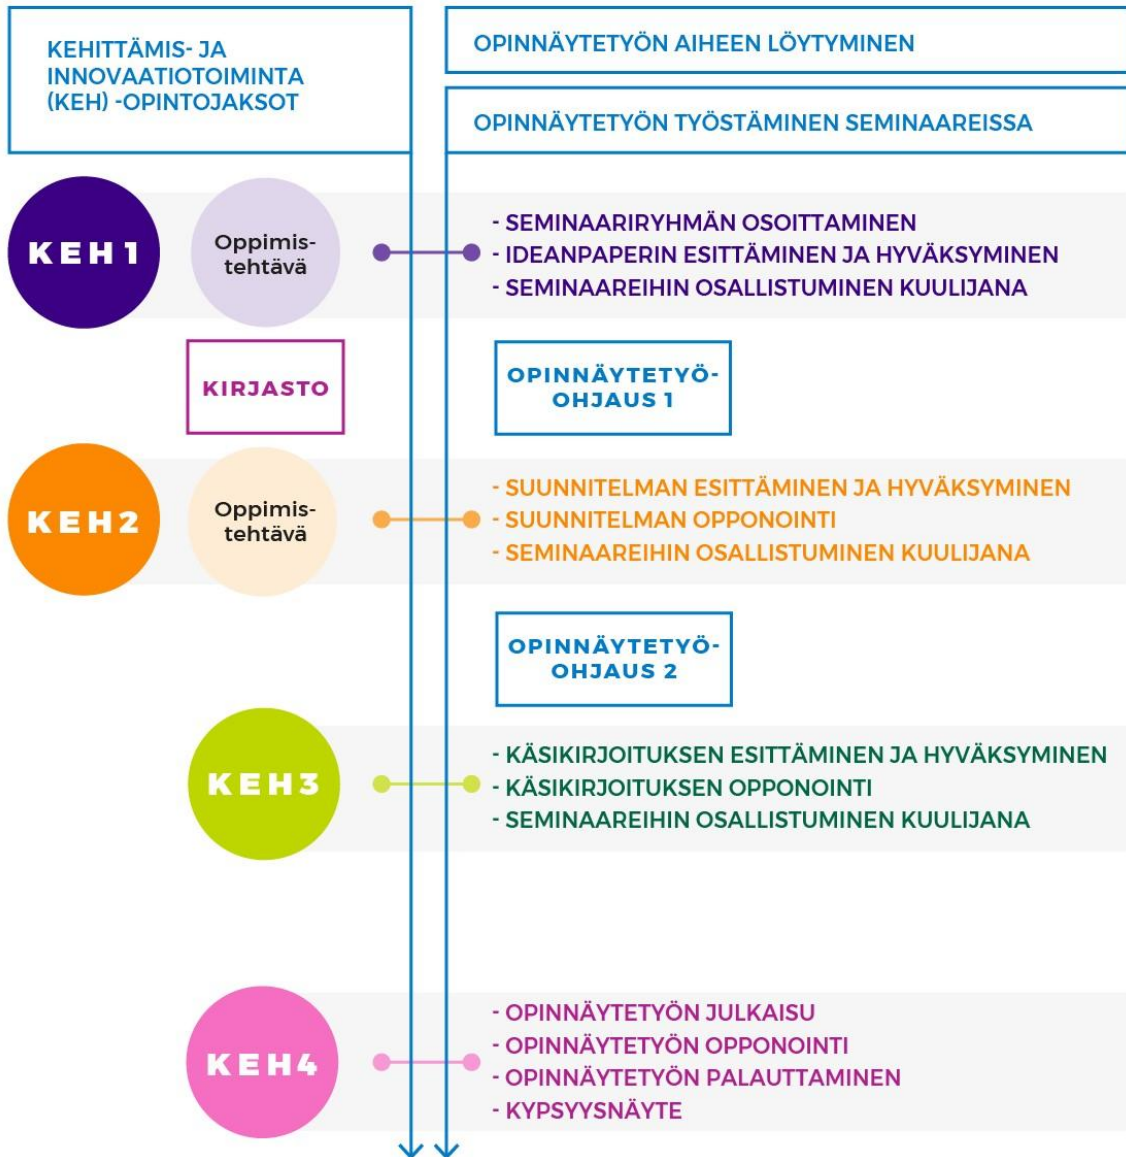 KEHITTÄMIS- JA
INNOVAATIOTOIMINTA
(KEH) -OPINTOJAKSOT
OPINNÄYTETYÖN AIHEEN LÖYTYMINEN
OPINNÄYTETYÖN TYÖSTÄMINEN SEMINAAREISSA
KEH1
Oppimis-
tehtävä
- SEMINAARIRYHMÄN OSOITTAMINEN
- IDEANPAPERIN ESITTÄMINEN JA HYVÄKSYMINEN
- SEMINAAREIHIN OSALLISTUMINEN KUULIJANA
KIRJASTO
OPINNÄYTETYÖ-
OHJAUS 1
KEH2
Oppimis-
tehtävä
- SUUNNITELMAN ESITTÄMINEN JA HYVÄKSYMINEN
- SUUNNITELMAN OPPONOINTI
- SEMINAAREIHIN OSALLISTUMINEN KUULIJANA
OPINNÄYTETYÖ-
OHJAUS 2
KEH3
- KÄSIKIRJOITUKSEN ESITTÄMINEN JA HYVÄKSYMINEN
- KÄSIKIRJOITUKSEN OPPONOINTI
- SEMINAAREIHIN OSALLISTUMINEN KUULIJANA
KEH4
- OPINNÄYTETYÖN JULKAISU
- OPINNÄYTETYÖN OPPONOINTI
- OPINNÄYTETYÖN PALAUTTAMINEN
- KYPSYYSNÄYTE